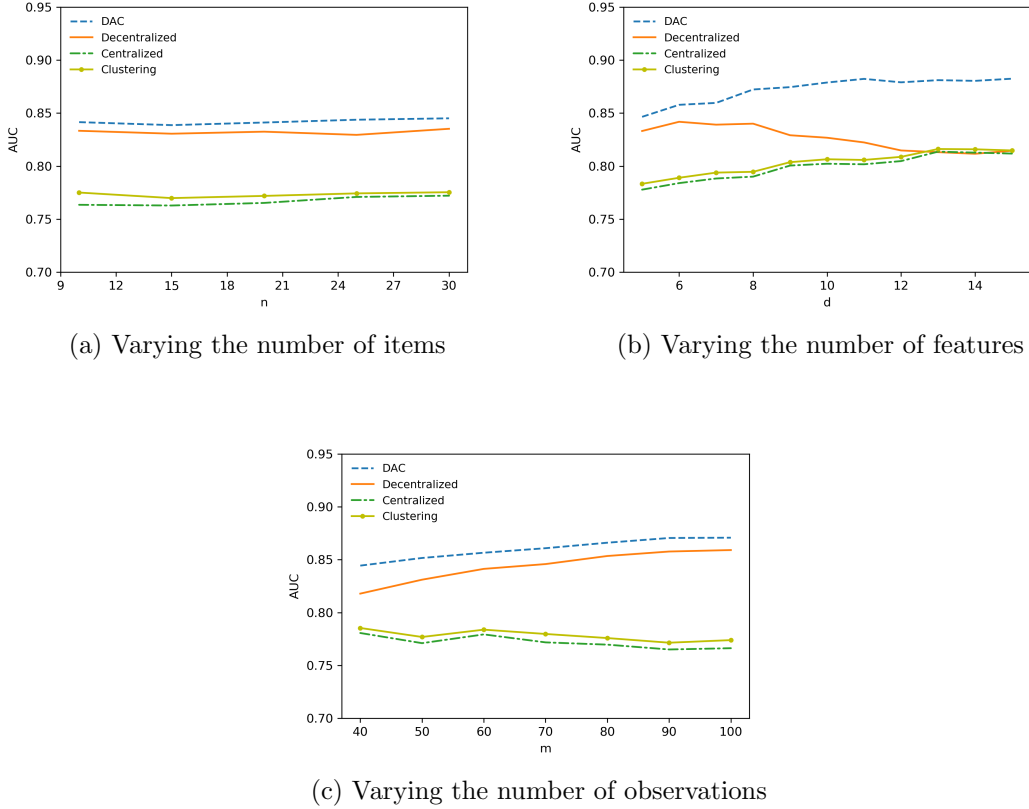 0.95
DAC
Decentralized
Centralized
Clustering
0.90
0.85
0.80
0.75
0.70
AUC
9 12 15 18 21 24 27 30
n
(a) Varying the number of items
0.95
DAC
Decentralized
Centralized
Clustering
0.90
0.85
0.80
0.75
0.70
AUC
6 8 10 12 14
d
(b) Varying the number of features
0.95
DAC
Decentralized
Centralized
Clustering
0.90
0.85
0.80
0.75
0.70
AUC
40 50 60 70 80 90 100
m
(c) Varying the number of observations